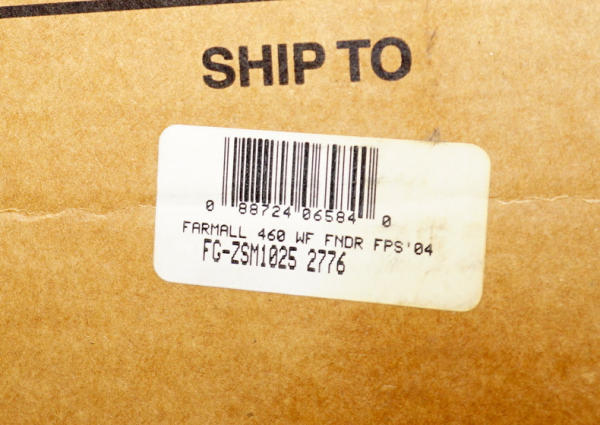 SHIP TO
0 88724 06584 0
FARMALL 460 WF FNDR FPS'04
FG-ZSM1025 2776